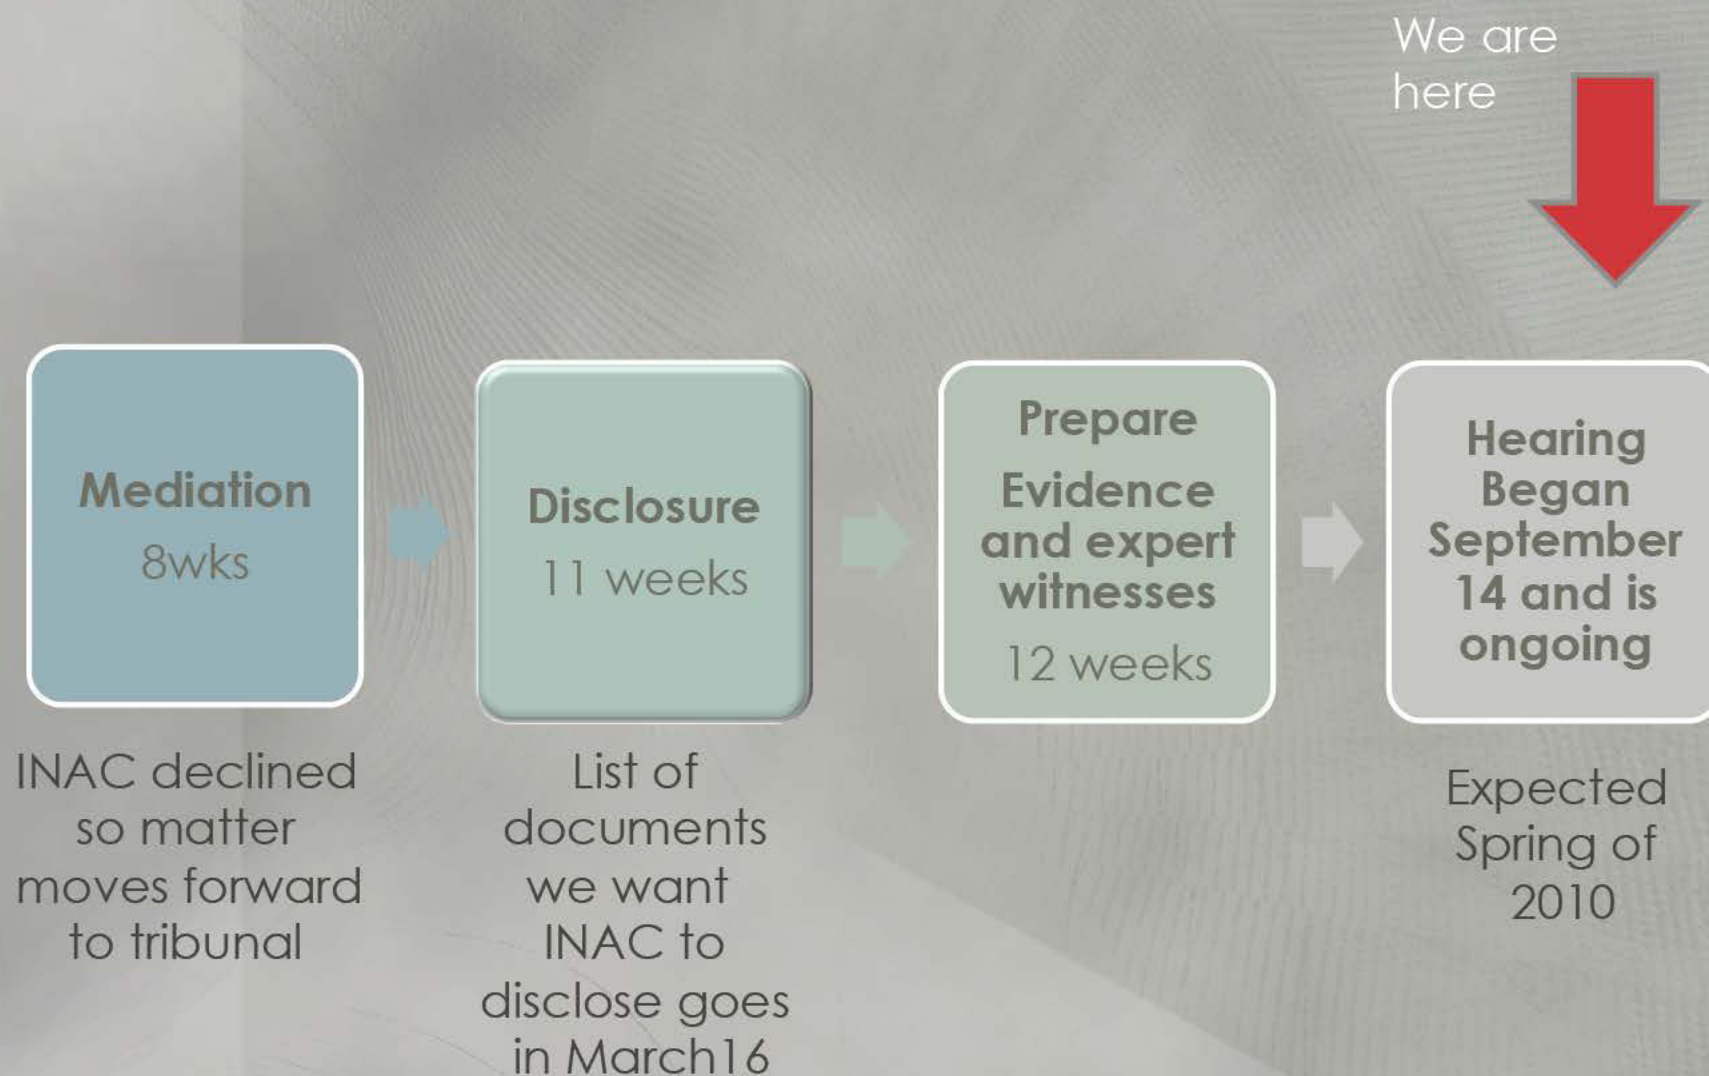 We are
here
Mediation
8wks
INAC declined
so matter
moves forward
to tribunal
Disclosure
11 weeks
List of
documents
we want
INAC to
disclose goes
in March16
Prepare
Evidence
and expert
witnesses
12 weeks
Hearing
Began
September
14 and is
ongoing
Expected
Spring of
2010